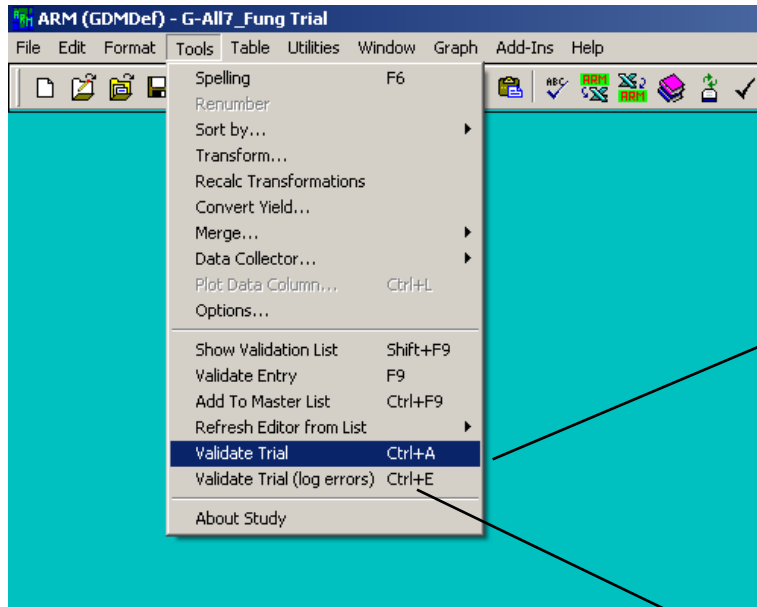 ARM (GDMDef) - G-All7_Fung Trial
File Edit Format Tools Table Utilities Window Graph Add-Ins Help
ABC ARM ARM
Spelling F6
Renumber
Sort by...
Transform...
Recalc Transformations
Convert Yield...
Merge...
Data Collector...
Plot Data Column... Ctrl+L
Options...
Show Validation List Shift+F9
Validate Entry F9
Add To Master List Ctrl+F9
Refresh Editor from List
Validate Trial Ctrl+A
Validate Trial (log errors) Ctrl+E
About Study